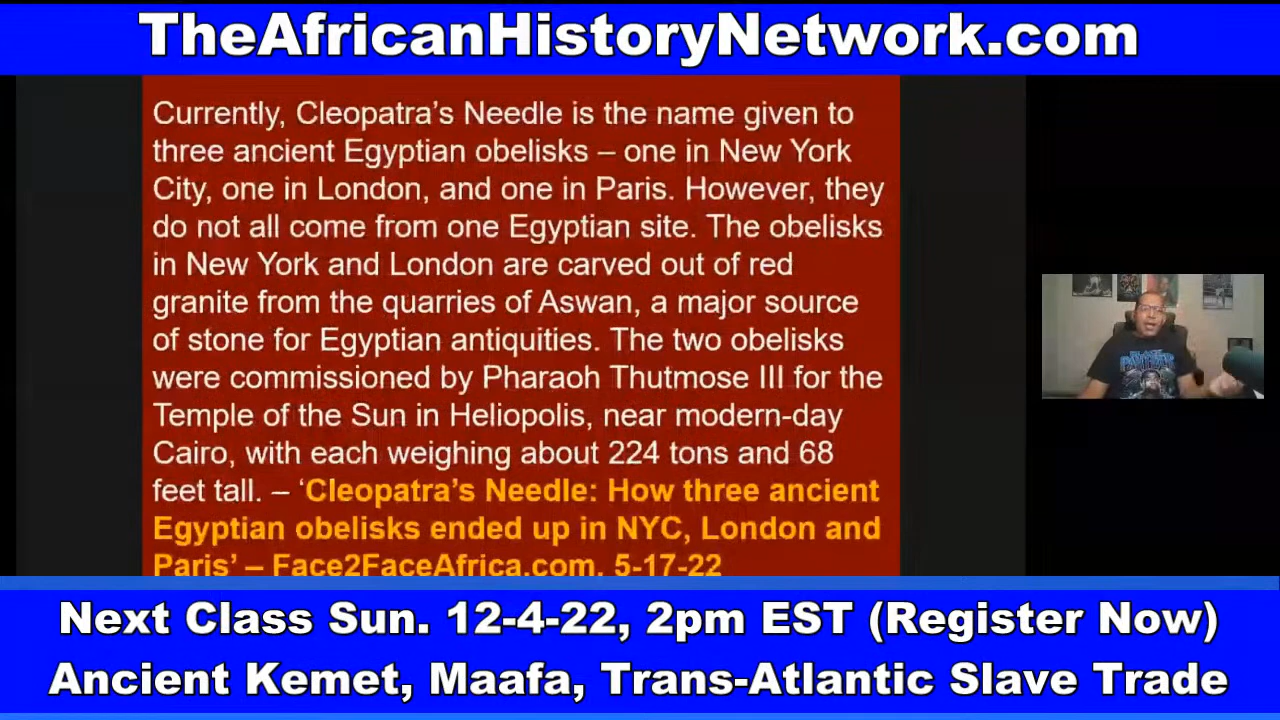 TheAfricanHistoryNetwork.com
Currently, Cleopatra’s Needle is the name given to
three ancient Egyptian obelisks – one in New York
City, one in London, and one in Paris. However, they
do not all come from one Egyptian site. The obelisks
in New York and London are carved out of red
granite from the quarries of Aswan, a major source
of stone for Egyptian antiquities. The two obelisks
were commissioned by Pharaoh Thutmose III for the
Temple of the Sun in Heliopolis, near modern-day
Cairo, with each weighing about 224 tons and 68
feet tall. – ‘Cleopatra’s Needle: How three ancient
Egyptian obelisks ended up in NYC, London and
Paris’ – Face2FaceAfrica.com, 5-17-22
Next Class Sun. 12-4-22, 2pm EST (Register Now)
Ancient Kemet, Maafa, Trans-Atlantic Slave Trade